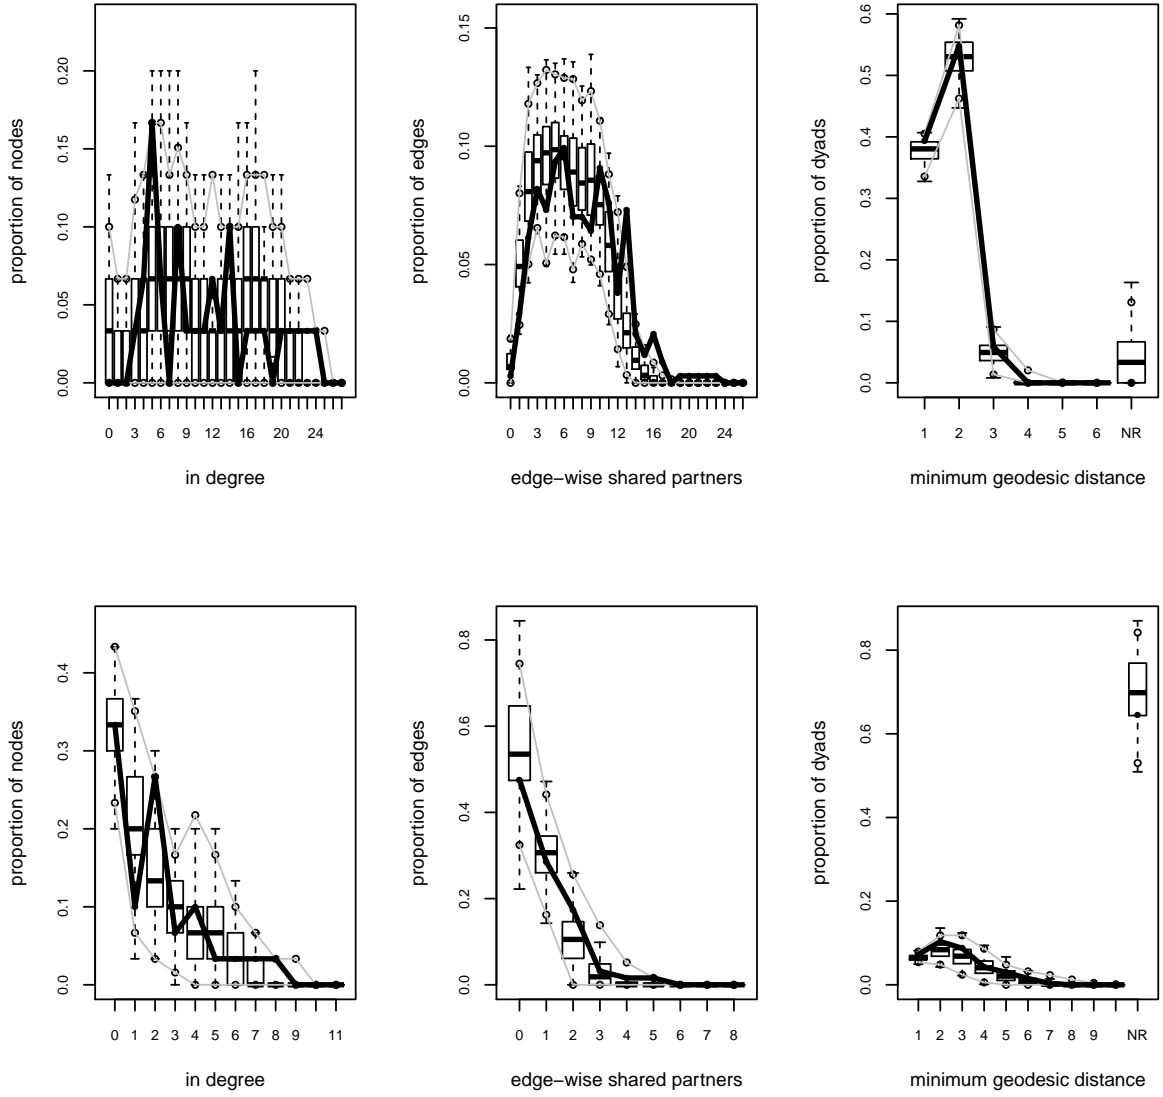 proportion of nodes
0.00 0.05 0.10 0.15 0.20
0 3 6 9 12 16 20 24
in degree
proportion of edges
0.00 0.05 0.10 0.15
0 3 6 9 12 16 20 24
edge−wise shared partners
proportion of dyads
0.0 0.1 0.2 0.3 0.4 0.5 0.6
1 2 3 4 5 6 NR
minimum geodesic distance
proportion of nodes
0.0 0.1 0.2 0.3 0.4
0 1 2 3 4 5 6 7 8 9 11
in degree
proportion of edges
0.0 0.2 0.4 0.6 0.8
0 1 2 3 4 5 6 7 8
edge−wise shared partners
proportion of dyads
0.0 0.2 0.4 0.6 0.8
1 2 3 4 5 6 7 8 9 NR
minimum geodesic distance